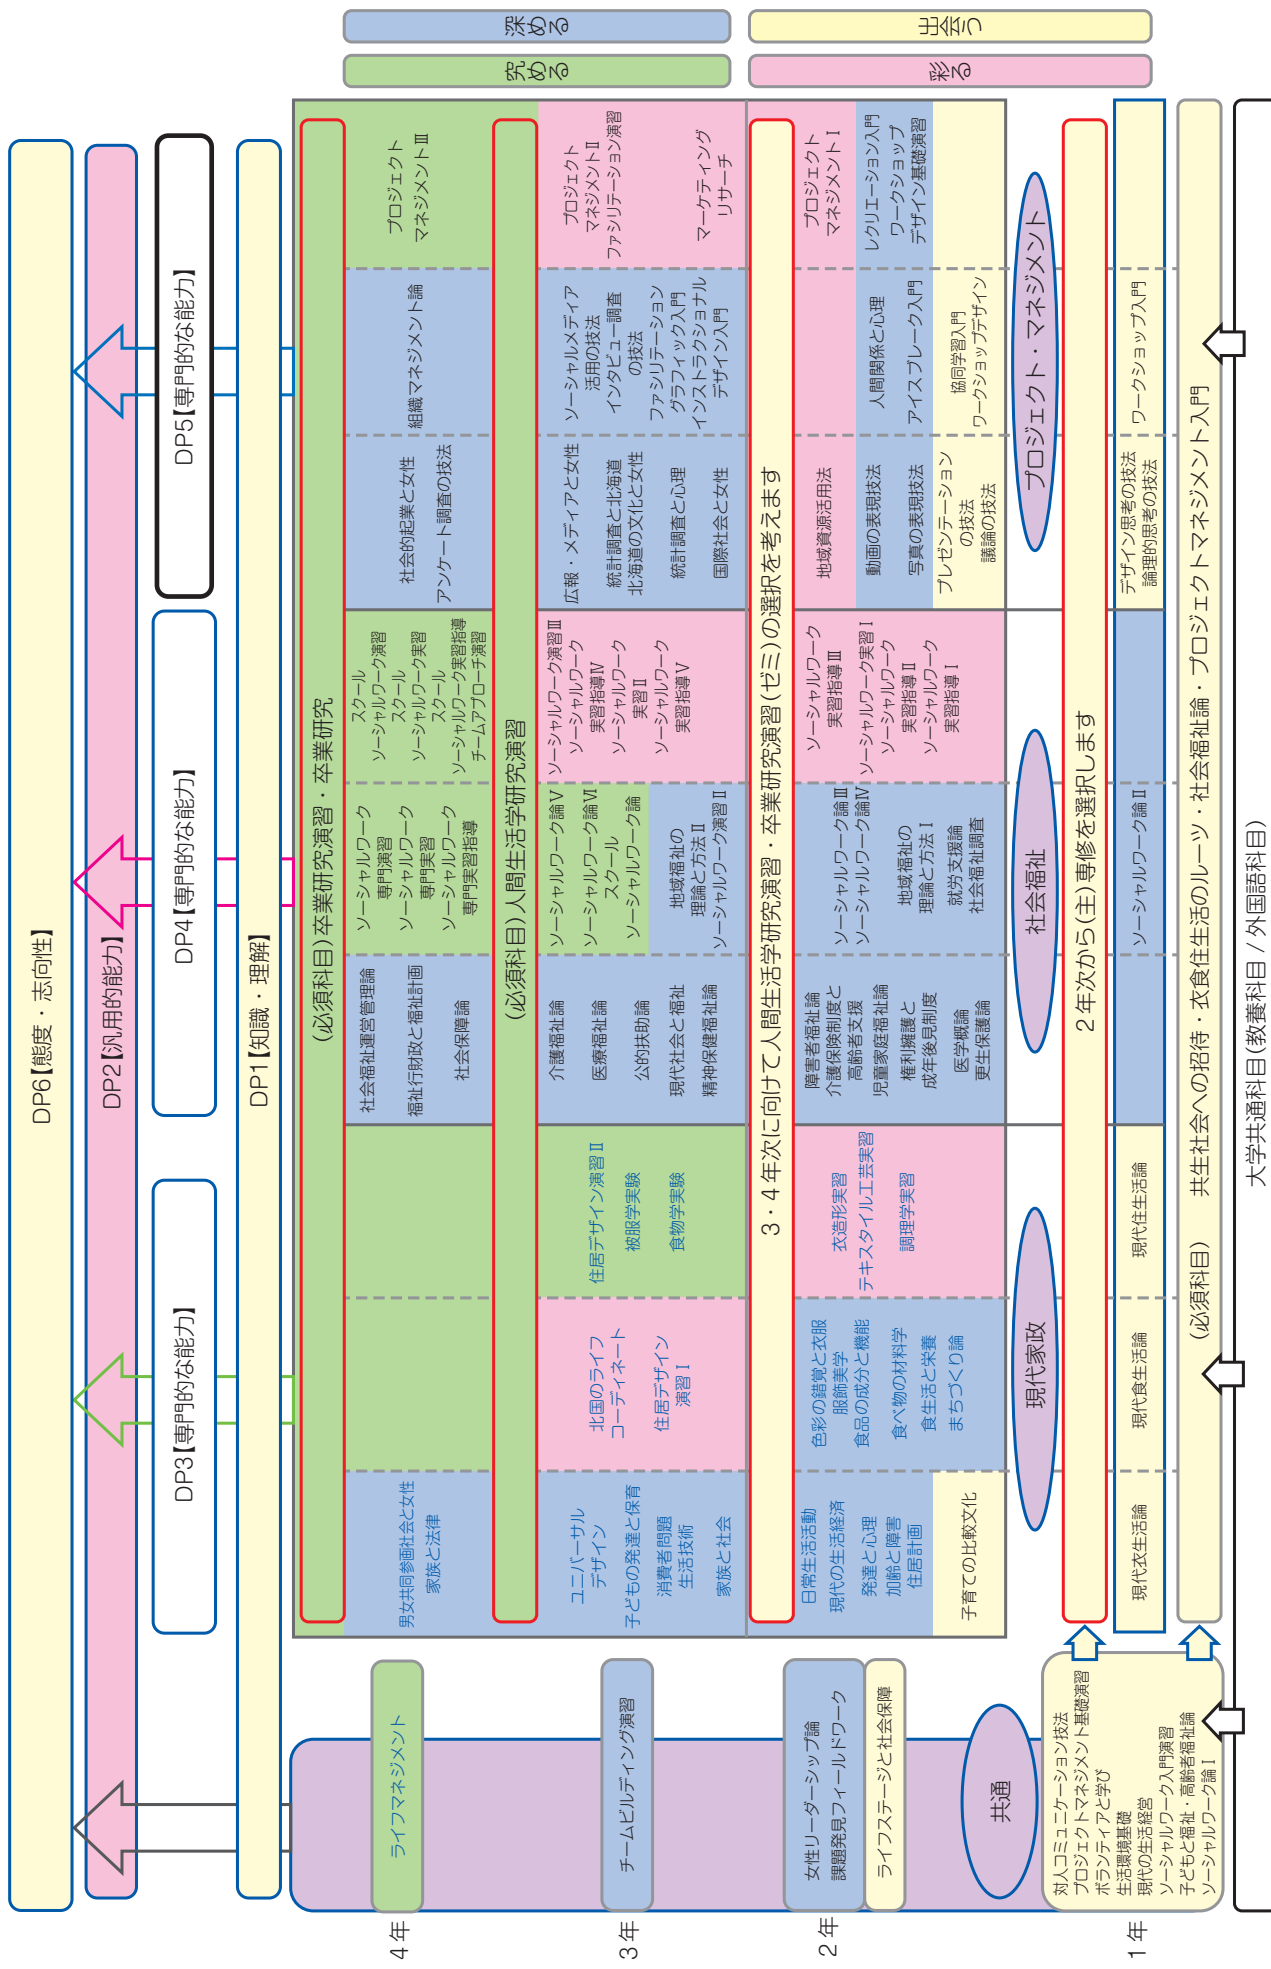 DP6【態度・志向性】
DP2【汎用的能力】
DP3【専門的な能力】
DP4【専門的な能力】
DP5【専門的な能力】
DP1【知識・理解】
(必須科目)卒業研究演習・卒業研究
4年
ライフマネジメント
男女共同参画社会と女性
家族と法律
社会福祉運営管理論
福祉行財政と福祉計画
社会保障論
ソーシャルワーク
専門演習
ソーシャルワーク
専門実習
ソーシャルワーク
専門実習指導
スクール
ソーシャルワーク演習
スクール
ソーシャルワーク実習
スクール
ソーシャルワーク実習指導
チームアプローチ演習
社会的起業と女性
アンケート調査の技法
組織マネジメント論
プロジェクト
マネジメントⅢ
(必須科目)人間生活学研究演習
3年
チームビルディング演習
ユニバーサル
デザイン
子どもの発達と保育
消費者問題
生活技術
家族と社会
北国のライフ
コーディネート
住居デザイン
演習Ⅰ
住居デザイン演習Ⅱ
被服学実験
食物学実験
介護福祉論
医療福祉論
公的扶助論
現代社会と福祉
精神保健福祉論
ソーシャルワーク論Ⅴ
ソーシャルワーク論Ⅵ
スクール
ソーシャルワーク論
地域福祉の
理論と方法Ⅱ
ソーシャルワーク演習Ⅱ
ソーシャルワーク演習Ⅲ
ソーシャルワーク
実習指導Ⅳ
ソーシャルワーク
実習Ⅱ
ソーシャルワーク
実習指導Ⅴ
広報・メディアと女性
統計調査と北海道
北海道の文化と女性
統計調査と心理
国際社会と女性
ソーシャルメディア
活用の技法
インタビュー調査
の技法
ファシリテーション
グラフィック入門
インストラクショナル
デザイン入門
プロジェクト
マネジメントⅡ
ファシリテーション演習
マーケティング
リサーチ
3・4年次に向けて人間生活学研究演習・卒業研究演習(ゼミ)の選択を考えます
2年
女性リーダーシップ論
課題発見フィールドワーク
ライフステージと社会保障
日常生活活動
現代の生活経済
発達と心理
加齢と障害
住居計画
子育ての比較文化
色彩の錯覚と衣服
服飾美学
食品の成分と機能
食べ物の材料学
食生活と栄養
まちづくり論
衣造形実習
テキスタイル工芸実習
調理学実習
障害者福祉論
介護保険制度と
高齢者支援
児童家庭福祉論
権利擁護と
成年後見制度
医学概論
更生保護論
ソーシャルワーク論Ⅲ
ソーシャルワーク論Ⅳ
地域福祉の
理論と方法Ⅰ
就労支援論
社会福祉調査
ソーシャルワーク
実習指導Ⅲ
ソーシャルワーク実習Ⅰ
ソーシャルワーク
実習指導Ⅱ
ソーシャルワーク
実習指導Ⅰ
地域資源活用法
動画の表現技法
写真の表現技法
プレゼンテーション
の技法
議論の技法
人間関係と心理
アイスブレーク入門
協同学習入門
ワークショップデザイン
プロジェクト
マネジメントⅠ
レクリエーション入門
ワークショップ
デザイン基礎演習
共通
現代家政
社会福祉
プロジェクト・マネジメント
2年次から(主)専修を選択します
1年
対人コミュニケーション技法
プロジェクトマネジメント基礎演習
ボランティアと学び
生活環境基礎
現代の生活経営
ソーシャルワーク入門演習
子どもと福祉・高齢者福祉論
ソーシャルワーク論Ⅰ
現代衣生活論
現代食生活論
現代住生活論
ソーシャルワーク論Ⅱ
デザイン思考の技法
論理的思考の技法
ワークショップ入門
(必須科目) 共生社会への招待・衣食住生活のルーツ・社会福祉論・プロジェクトマネジメント入門
大学共通科目(教養科目 / 外国語科目)
究める
深める
彩る
出会う